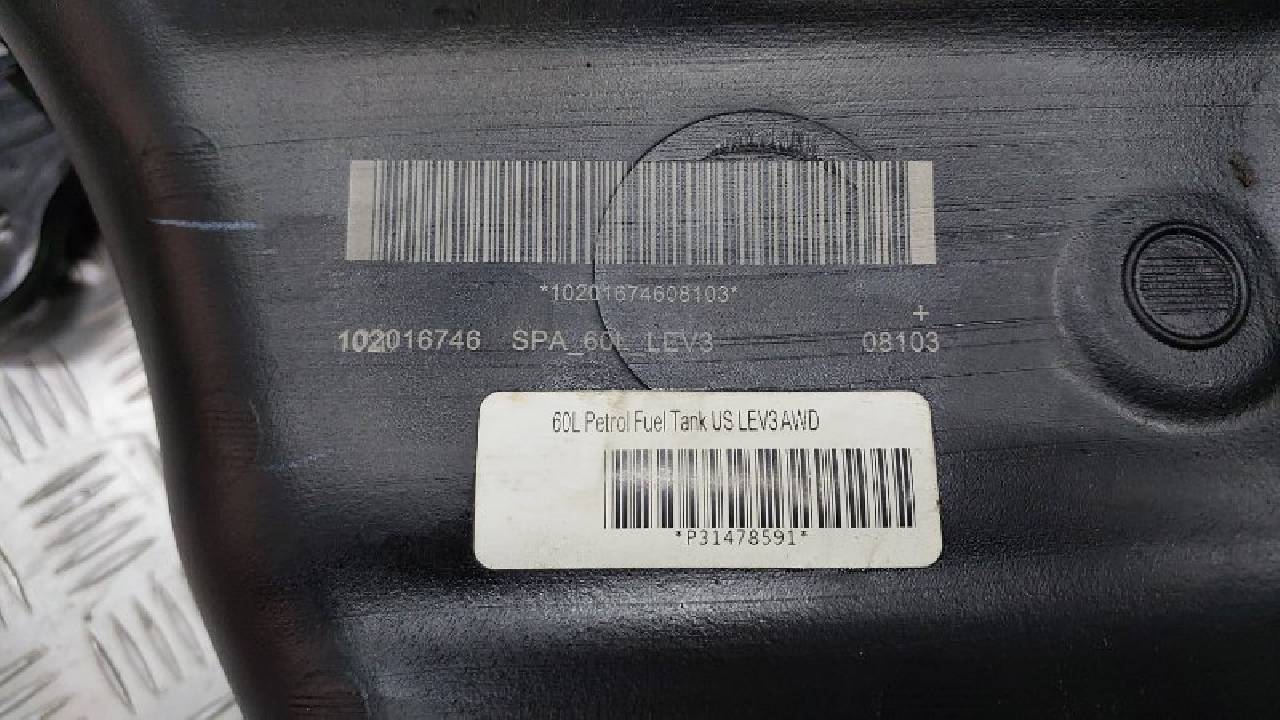 *10201674608103*
+
102016746 SPA_60L_LEV3 08103
60L Petrol Fuel Tank US LEV3 AWD
*P31478591*